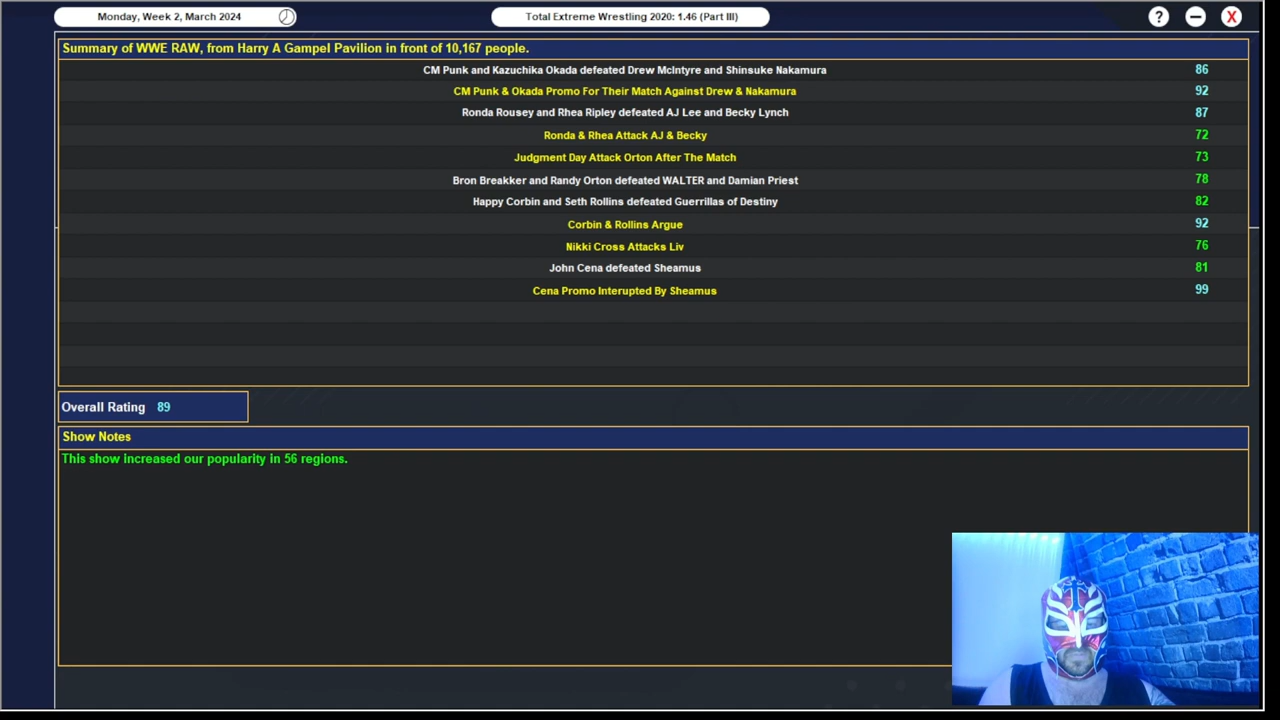 Monday, Week 2, March 2024
Total Extreme Wrestling 2020: 1.46 (Part III)
? X
Summary of WWE RAW, from Harry A Gampel Pavilion in front of 10,167 people.
CM Punk and Kazuchika Okada defeated Drew McIntyre and Shinsuke Nakamura 86
CM Punk & Okada Promo For Their Match Against Drew & Nakamura 92
Ronda Rousey and Rhea Ripley defeated AJ Lee and Becky Lynch 87
Ronda & Rhea Attack AJ & Becky 72
Judgment Day Attack Orton After The Match 73
Bron Breakker and Randy Orton defeated WALTER and Damian Priest 78
Happy Corbin and Seth Rollins defeated Guerrillas of Destiny 82
Corbin & Rollins Argue 92
Nikki Cross Attacks Liv 76
John Cena defeated Sheamus 81
Cena Promo Interupted By Sheamus 99
Overall Rating 89
Show Notes
This show increased our popularity in 56 regions.